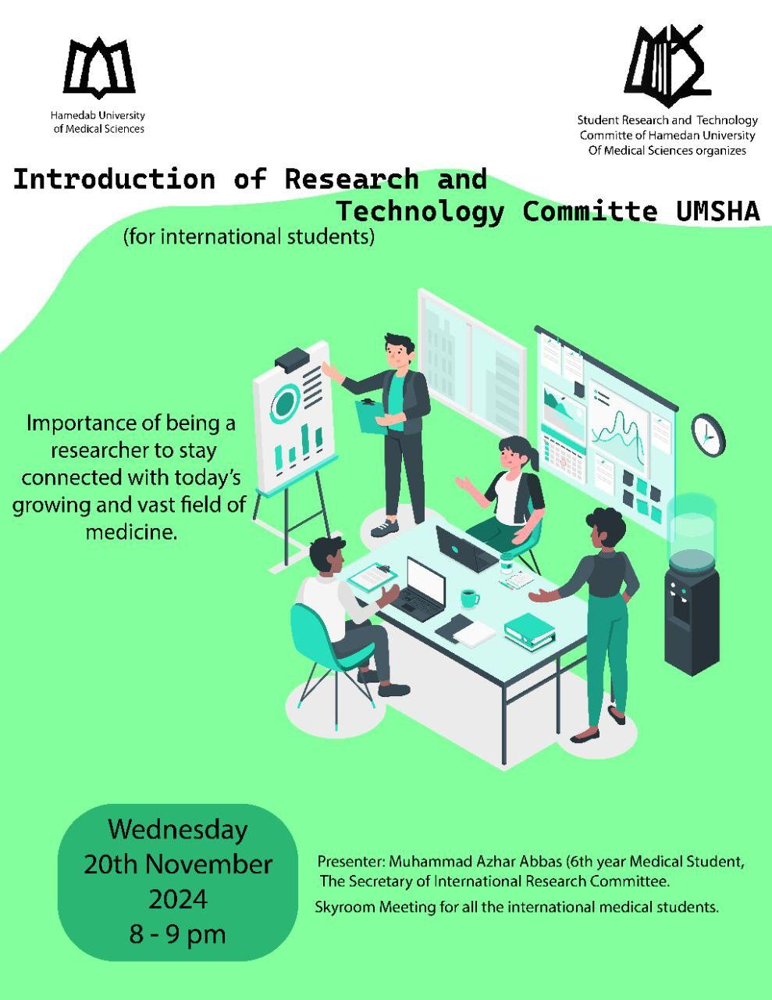 Hamedab University
of Medical Sciences
Student Research and Technology
Committe of Hamedan University
Of Medical Sciences organizes
Introduction of Research and
Technology Committe UMSHA
(for international students)
Importance of being a
researcher to stay
connected with today's
growing and vast field of
medicine.
Wednesday
20th November
2024
8 - 9 pm
Presenter: Muhammad Azhar Abbas (6th year Medical Student,
The Secretary of International Research Committee.
Skyroom Meeting for all the international medical students.